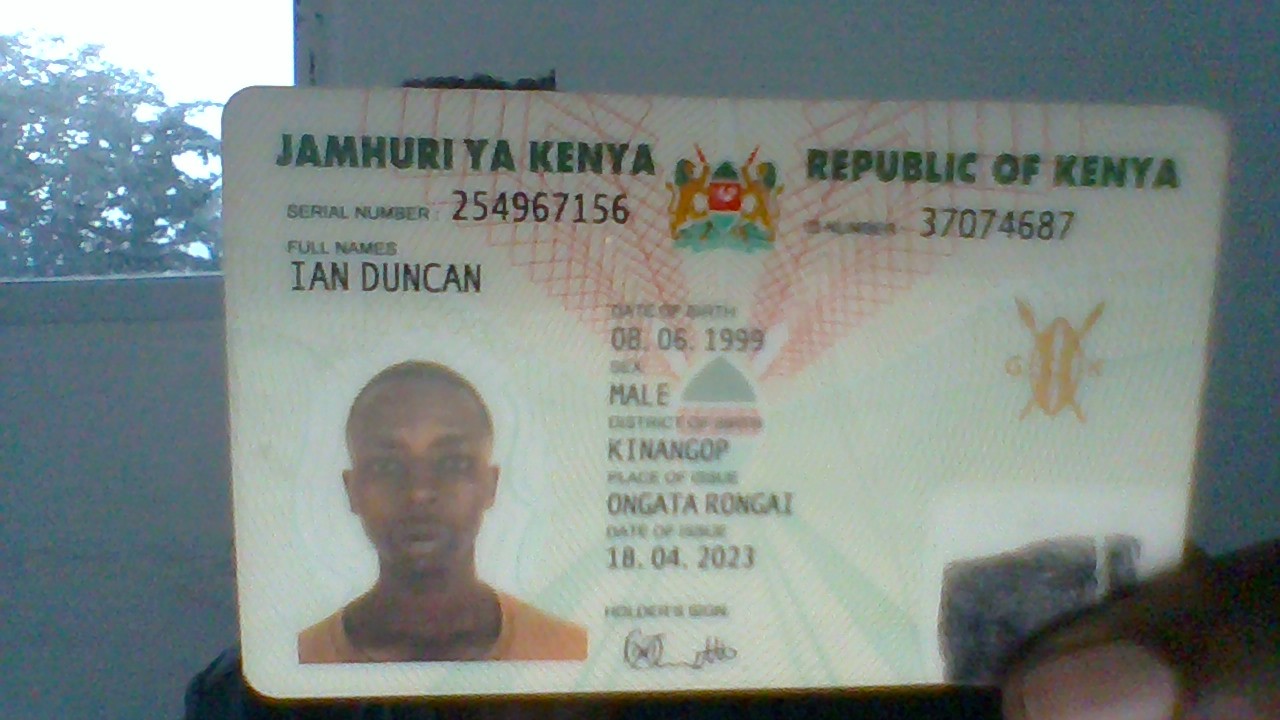 JAMHURI YA KENYA
REPUBLIC OF KENYA
SERIAL NUMBER : 254967156
ID NUMBER : 37074687
FULL NAMES
IAN DUNCAN
DATE OF BIRTH
08. 06. 1999
SEX
MALE
DISTRICT OF BIRTH
KINANGOP
PLACE OF ISSUE
ONGATA RONGAI
DATE OF ISSUE
18. 04. 2023
HOLDER'S SIGN.
G K